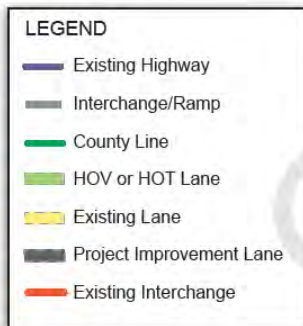 LEGEND
Existing Highway
Interchange/Ramp
County Line
HOV or HOT Lane
Existing Lane
Project Improvement Lane
Existing Interchange